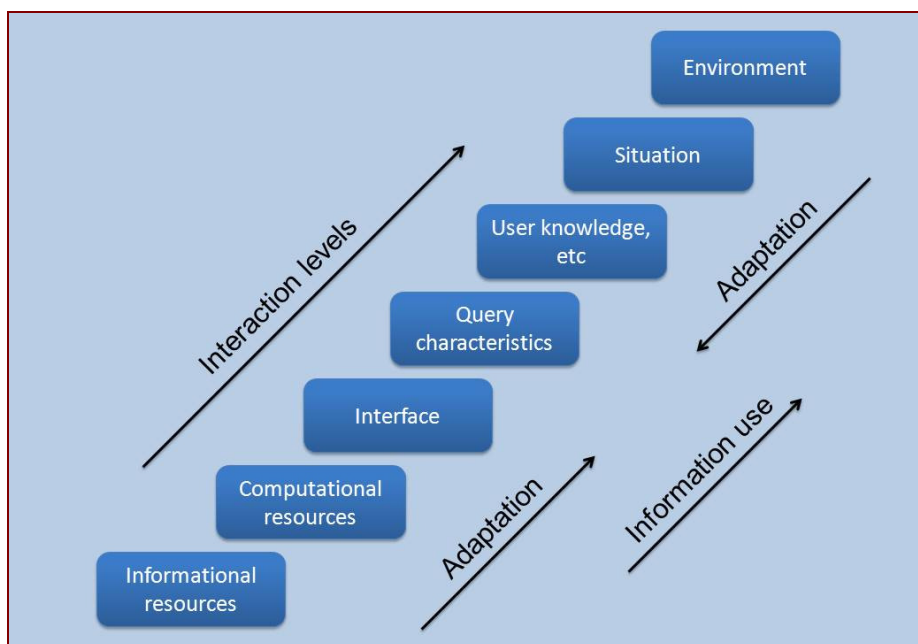 Environment
Situation
User knowledge,
etc
Query
characteristics
Interface
Computational
resources
Informational
resources
Interaction levels
Adaptation
Adaptation
Information use